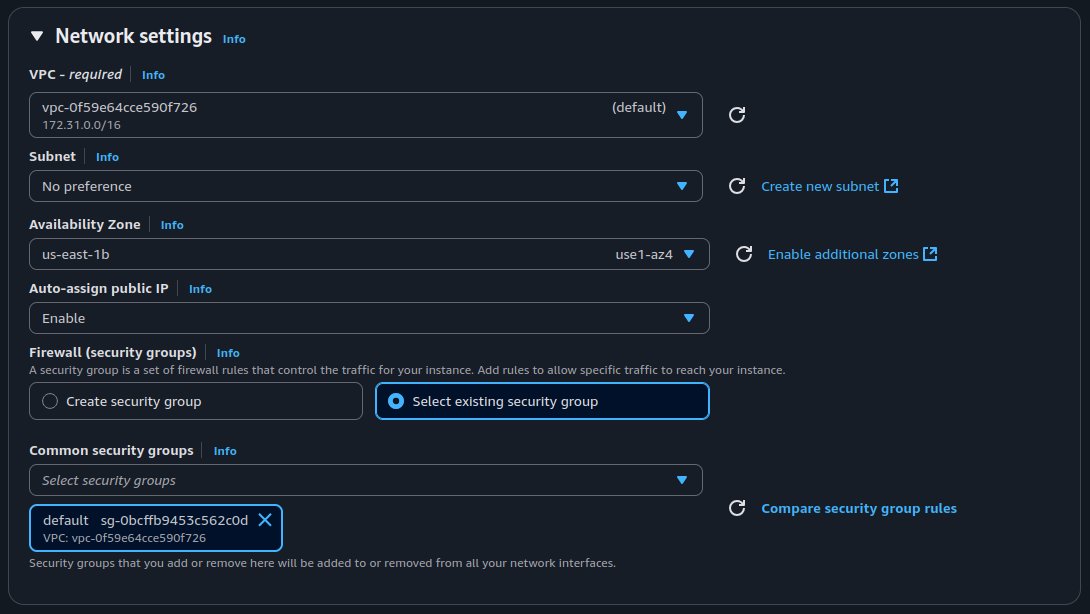 Network settings Info
VPC - required Info
vpc-0f59e64cce590f726 (default)
172.31.0.0/16
Subnet Info
No preference
Create new subnet
Availability Zone Info
us-east-1b use1-az4
Enable additional zones
Auto-assign public IP Info
Enable
Firewall (security groups) Info
A security group is a set of firewall rules that control the traffic for your instance. Add rules to allow specific traffic to reach your instance.
Create security group
Select existing security group
Common security groups Info
Select security groups
default sg-0bcffb9453c562c0d
VPC: vpc-0f59e64cce590f726
Compare security group rules
Security groups that you add or remove here will be added to or removed from all your network interfaces.